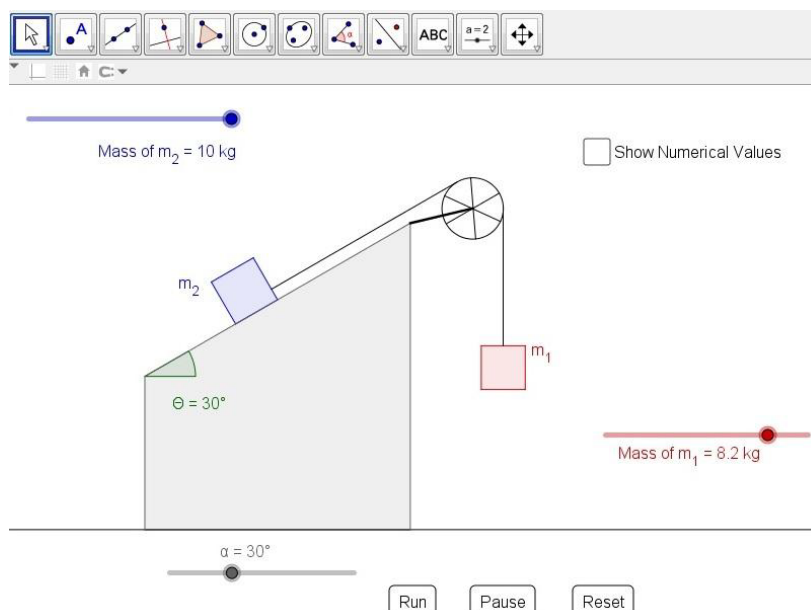 A
α
ABC
a=2
Mass of m₂ = 10 kg
Show Numerical Values
m₂
m₁
Θ = 30°
Mass of m₁ = 8.2 kg
α = 30°
Run
Pause
Reset